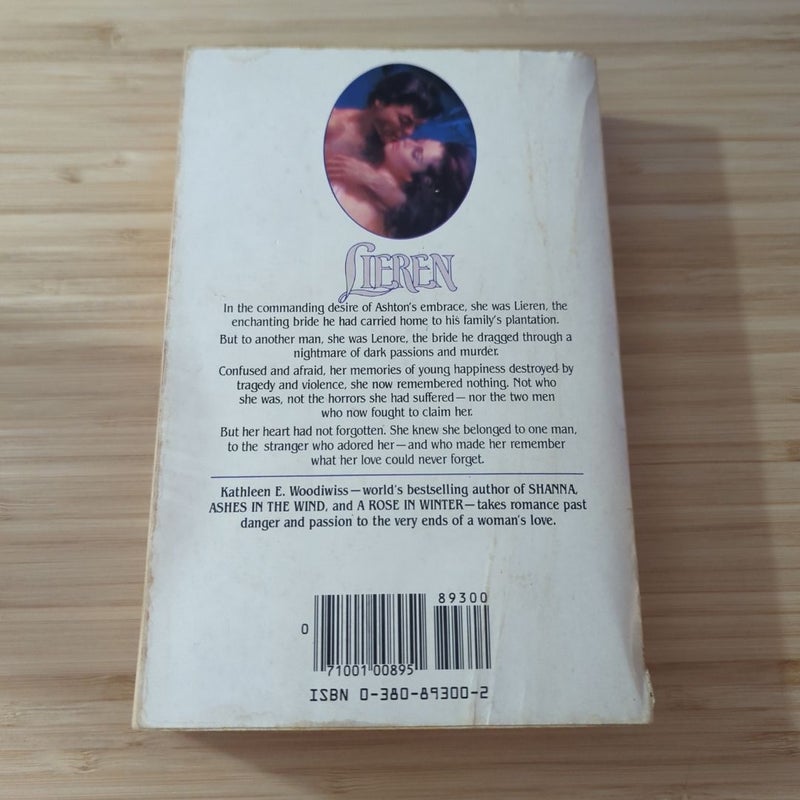 LIEREN
In the commanding desire of Ashton's embrace, she was Lieren, the
enchanting bride he had carried home to his family's plantation.
But to another man, she was Lenore, the bride he dragged through a
nightmare of dark passions and murder.
Confused and afraid, her memories of young happiness destroyed by
tragedy and violence, she now remembered nothing. Not who
she was, not the horrors she had suffered—nor the two men
who now fought to claim her.
But her heart had not forgotten. She knew she belonged to one man,
to the stranger who adored her—and who made her remember
what her love could never forget.
Kathleen E. Woodiwiss—world's bestselling author of SHANNA,
ASHES IN THE WIND, and A ROSE IN WINTER—takes romance past
danger and passion to the very ends of a woman's love.
89300
0
71001 00895
ISBN 0-380-89300-2